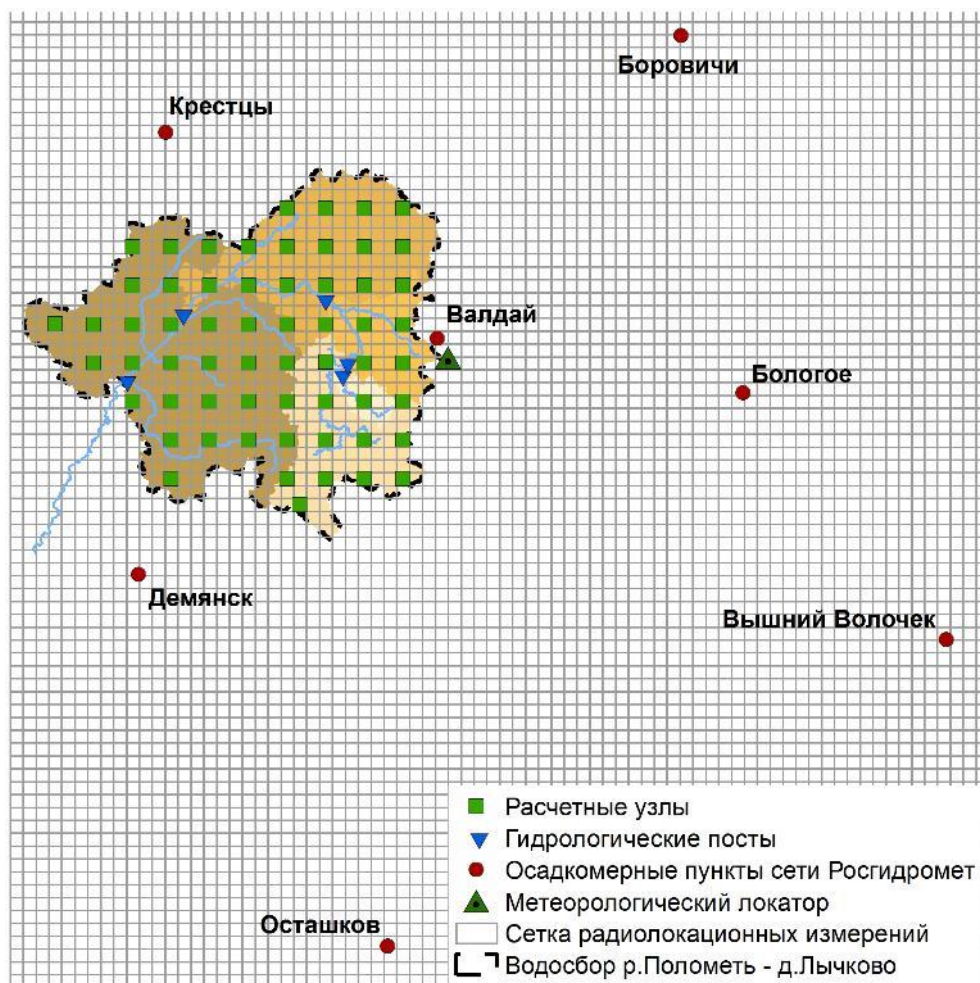 Боровичи
Крестцы
Валдай
Бологое
Демянск
Вышний Волочек
Осташков
Расчетные узлы
Гидрологические посты
Осадкомерные пункты сети Росгидромет
Метеорологический локатор
Сетка радиолокационных измерений
Водосбор р.Полометь - д.Лычково